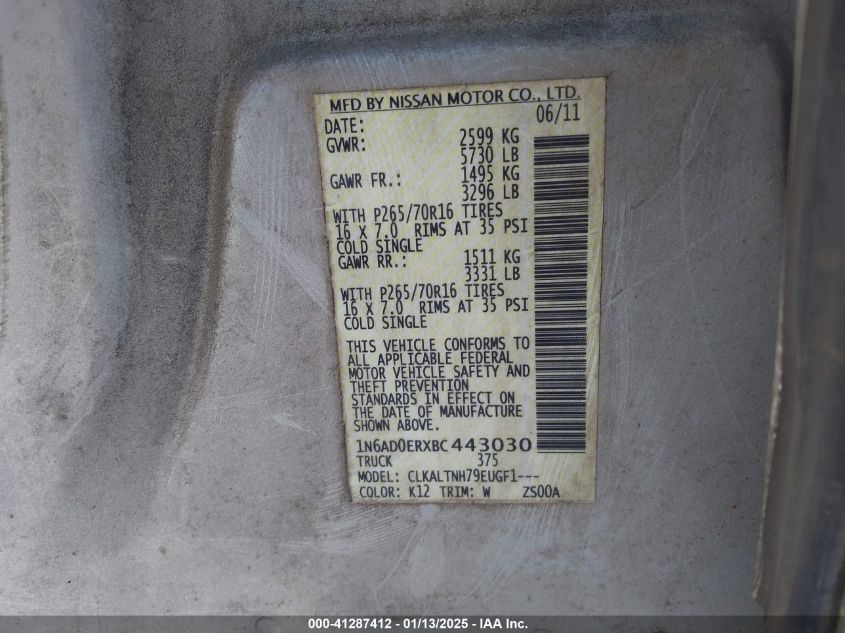 MFD BY NISSAN MOTOR CO., LTD.
DATE: 06/11
GVWR: 2599 KG
5730 LB
GAWR FR.: 1495 KG
3296 LB
WITH P265/70R16 TIRES
16 X 7.0 RIMS AT 35 PSI
COLD SINGLE
GAWR RR.: 1511 KG
3331 LB
WITH P265/70R16 TIRES
16 X 7.0 RIMS AT 35 PSI
COLD SINGLE
THIS VEHICLE CONFORMS TO
ALL APPLICABLE FEDERAL
MOTOR VEHICLE SAFETY AND
THEFT PREVENTION
STANDARDS IN EFFECT ON
THE DATE OF MANUFACTURE
SHOWN ABOVE.
1N6AD0ERXBC443030
TRUCK 375
MODEL: CLKALTNH79EUGF1---
COLOR: K12 TRIM: W ZS00A
000-41287412 - 01/13/2025 - IAA Inc.